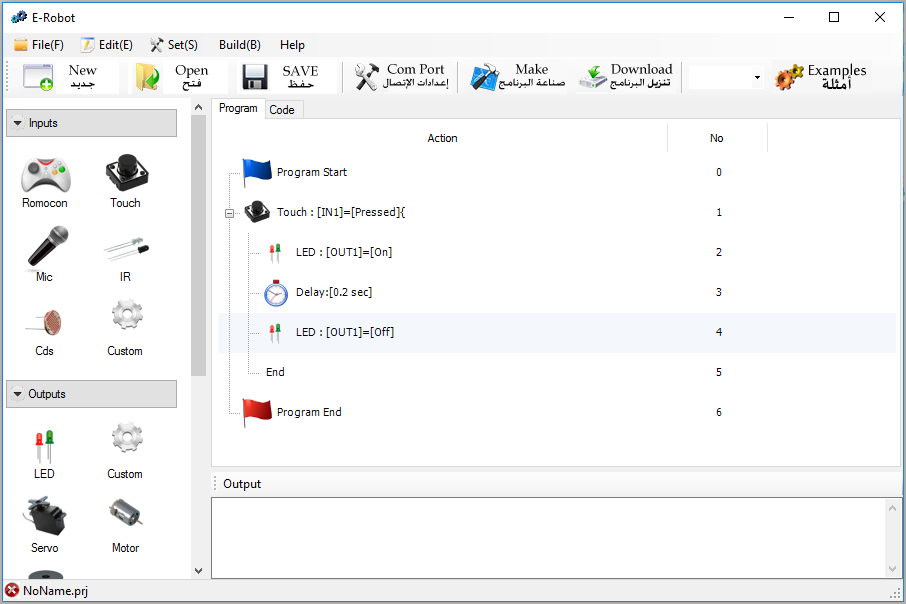 E-Robot
File(F) Edit(E) Set(S) Build(B) Help
New
جديد
Open
فتح
SAVE
حفظ
Com Port
إعدادات الإتصال
Make
صناعة البرنامج
Download
تنزيل البرنامج
Examples
أمثلة
Inputs
Romocon Touch
Mic IR
Cds Custom
Outputs
LED Custom
Servo Motor
Program Code
Action No
Program Start 0
Touch : [IN1]=[Pressed]{ 1
LED : [OUT1]=[On] 2
Delay:[0.2 sec] 3
LED : [OUT1]=[Off] 4
End 5
Program End 6
Output
NoName.prj